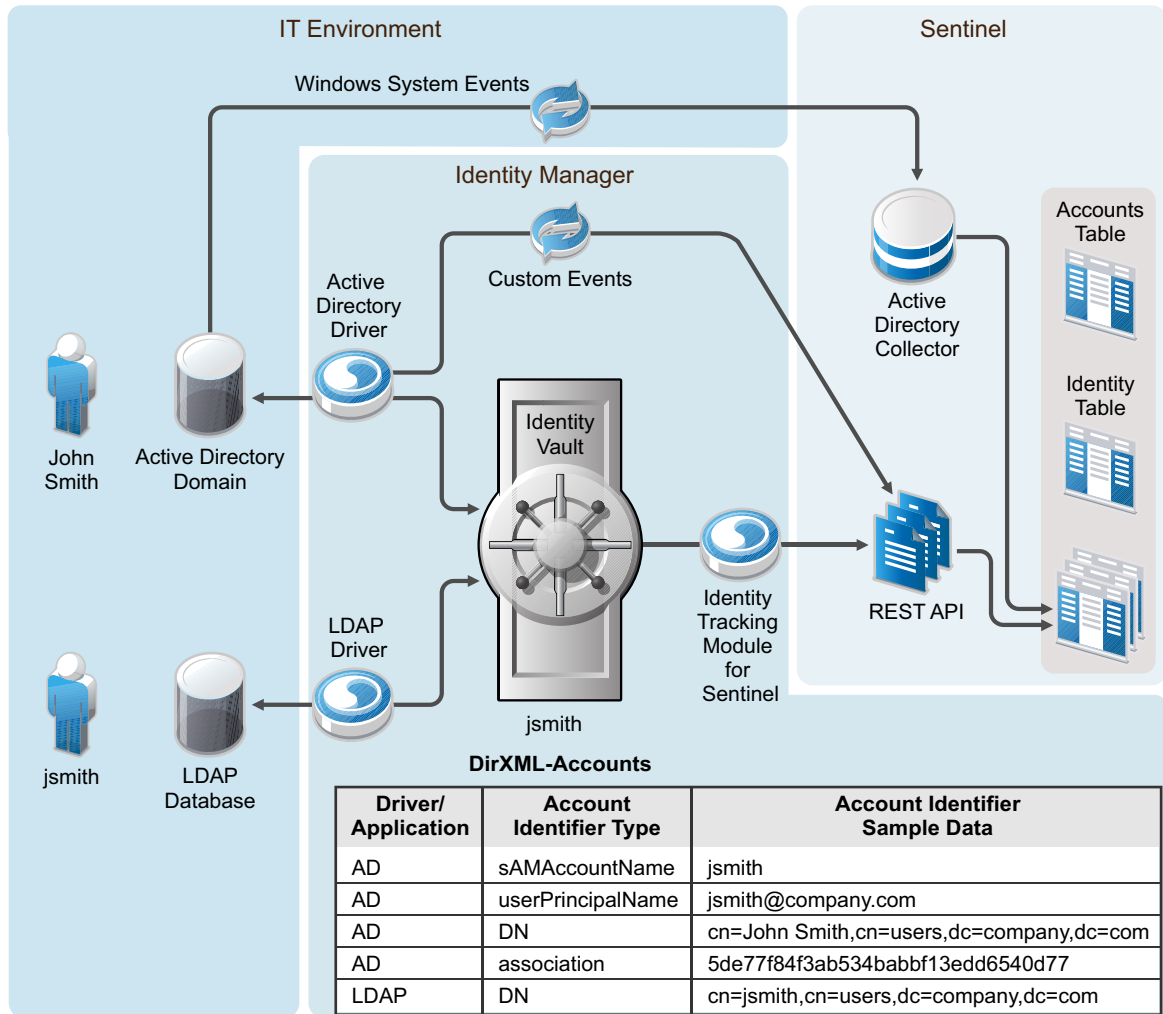 IT Environment
Sentinel
Windows System Events
Identity Manager
Accounts
Table
Custom Events
Active
Directory
Driver
Active
Directory
Collector
Identity
Table
Identity
Vault
John
Smith
Active Directory
Domain
REST API
Identity
Tracking
Module
for
Sentinel
LDAP
Driver
jsmith
jsmith
LDAP
Database
DirXML-Accounts
Driver/
Application
Account
Identifier Type
Account Identifier
Sample Data
AD sAMAccountName jsmith
AD userPrincipalName jsmith@company.com
AD DN cn=John Smith,cn=users,dc=company,dc=com
AD association 5de77f84f3ab534babbf13edd6540d77
LDAP DN cn=jsmith,cn=users,dc=company,dc=com